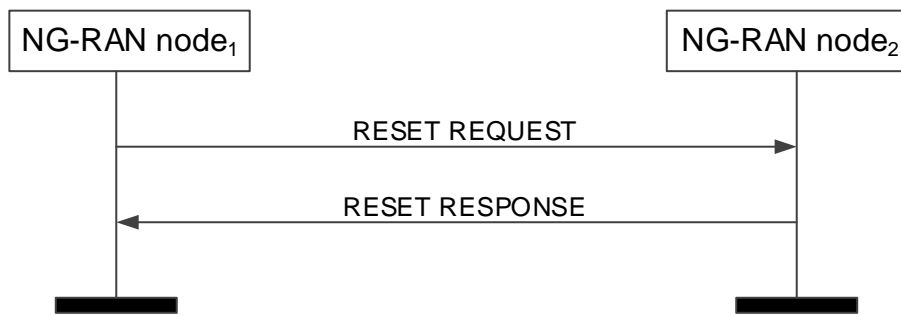 NG-RAN node₁
NG-RAN node₂
RESET REQUEST
RESET RESPONSE